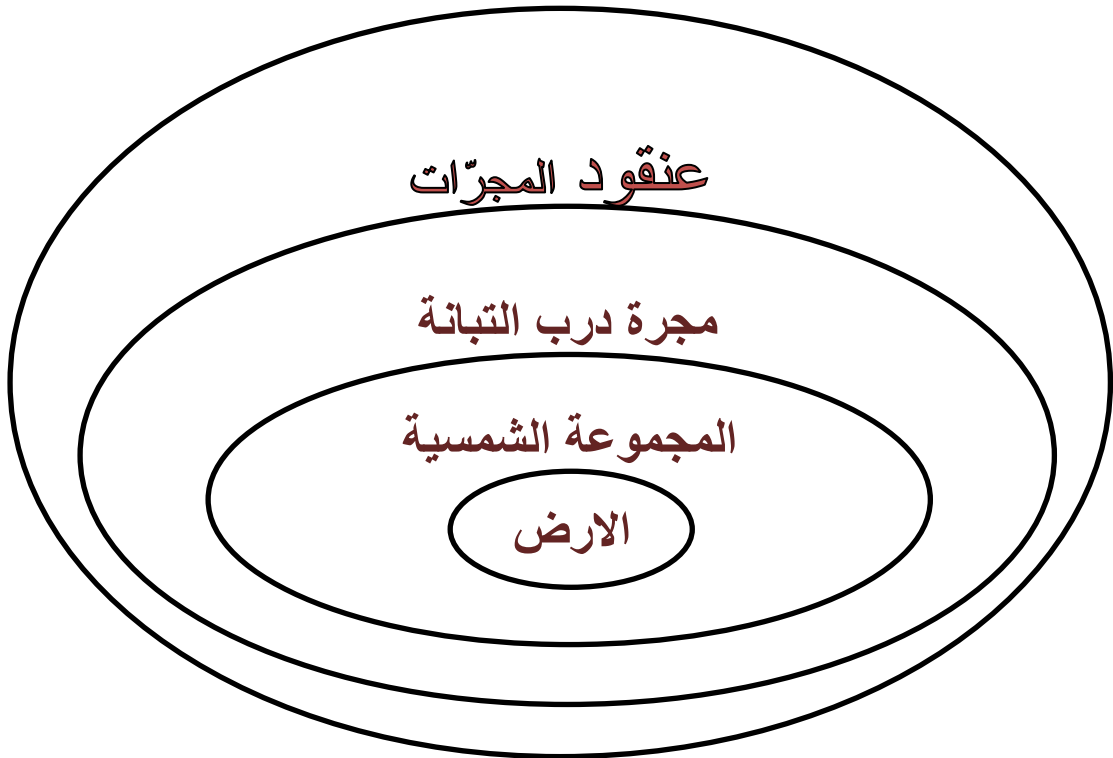 عنقود المجرّات
مجرة درب التبانة
المجموعة الشمسية
الارض